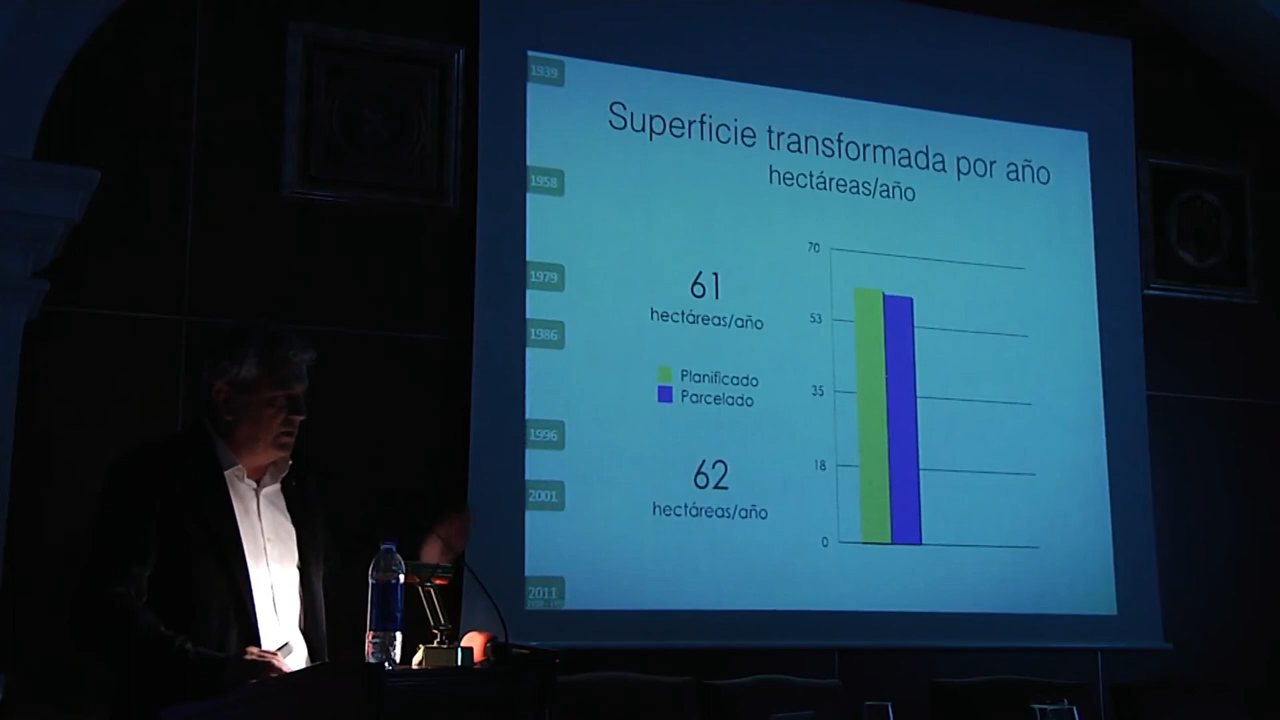 1939
Superficie transformada por año
hectáreas/año
1958
1979
1986
1996
2001
2011
61
hectáreas/año
Planificado
Parcelado
62
hectáreas/año
70
53
35
18
0